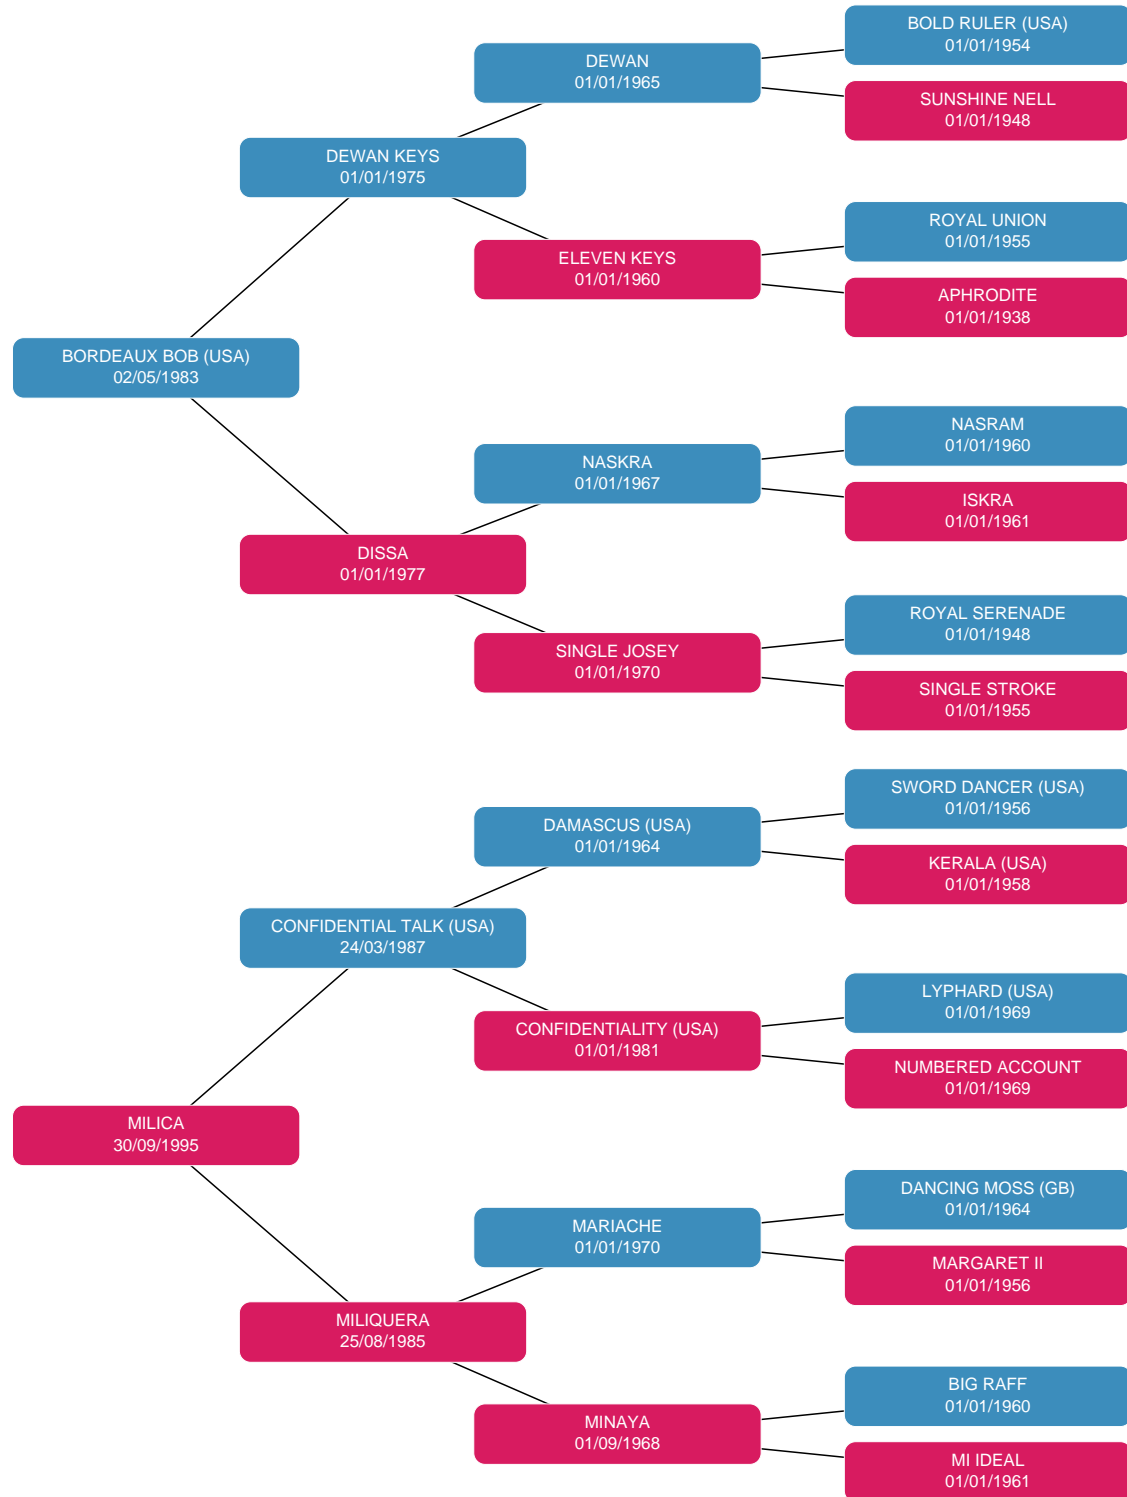 BOLD RULER (USA)
01/01/1954
DEWAN
01/01/1965
SUNSHINE NELL
01/01/1948
DEWAN KEYS
01/01/1975
ROYAL UNION
01/01/1955
ELEVEN KEYS
01/01/1960
APHRODITE
01/01/1938
BORDEAUX BOB (USA)
02/05/1983
NASRAM
01/01/1960
NASKRA
01/01/1967
ISKRA
01/01/1961
DISSA
01/01/1977
ROYAL SERENADE
01/01/1948
SINGLE JOSEY
01/01/1970
SINGLE STROKE
01/01/1955
SWORD DANCER (USA)
01/01/1956
DAMASCUS (USA)
01/01/1964
KERALA (USA)
01/01/1958
CONFIDENTIAL TALK (USA)
24/03/1987
LYPHARD (USA)
01/01/1969
CONFIDENTIALITY (USA)
01/01/1981
NUMBERED ACCOUNT
01/01/1969
MILICA
30/09/1995
DANCING MOSS (GB)
01/01/1964
MARIACHE
01/01/1970
MARGARET II
01/01/1956
MILIQUERA
25/08/1985
BIG RAFF
01/01/1960
MINAYA
01/09/1968
MI IDEAL
01/01/1961